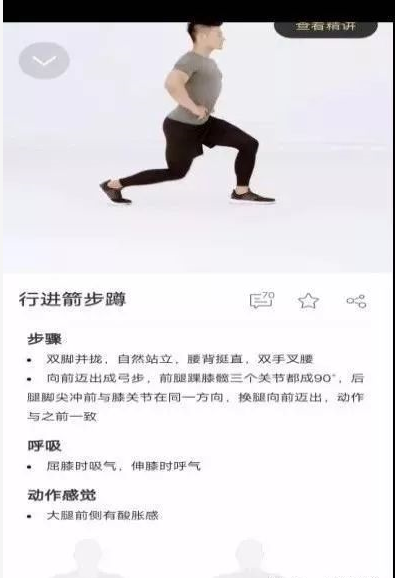 查看精讲
行进箭步蹲
70
步骤
• 双脚并拢，自然站立，腰背挺直，双手叉腰
• 向前迈出成弓步，前腿踝膝髋三个关节都成90°，后
腿脚尖冲前与膝关节在同一方向，换腿向前迈出，动作
与之前一致
呼吸
• 屈膝时吸气，伸膝时呼气
动作感觉
• 大腿前侧有酸胀感